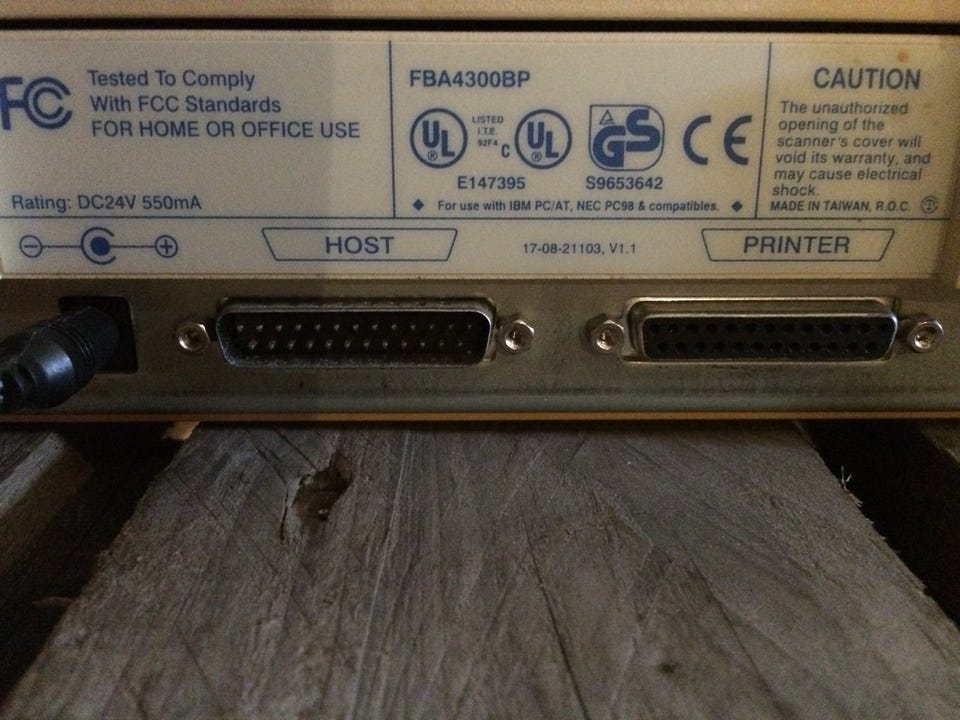 FC
Tested To Comply
With FCC Standards
FOR HOME OR OFFICE USE
Rating: DC24V 550mA
FBA4300BP
UL
®
LISTED
I.T.E.
92F4
C
UL
®
GS
CE
E147395
S9653642
For use with IBM PC/AT, NEC PC98 & compatibles.
CAUTION
The unauthorized
opening of the
scanner's cover will
void its warranty, and
may cause electrical
shock.
MADE IN TAIWAN, R.O.C.
HOST
17-08-21103, V1.1
PRINTER